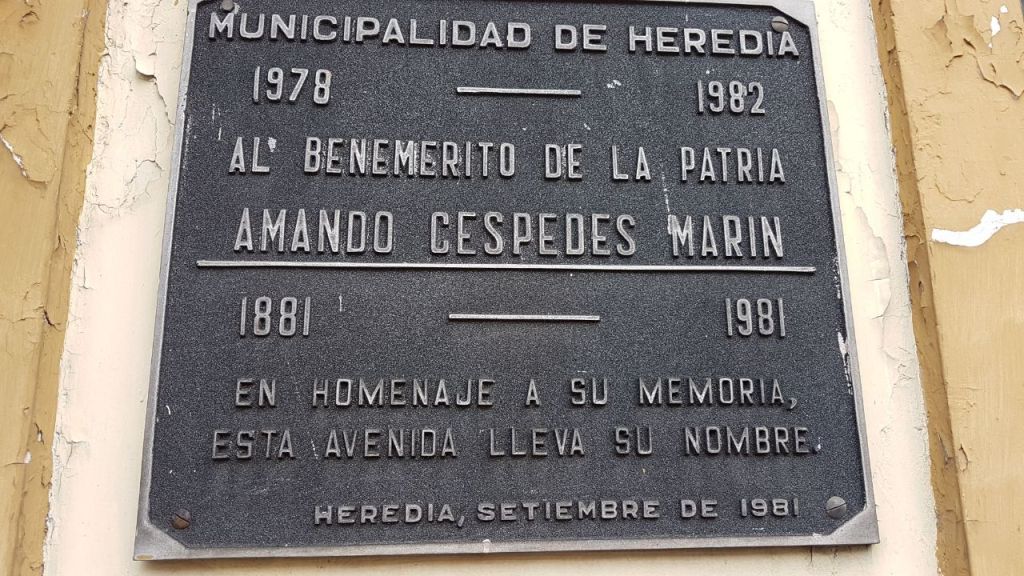 MUNICIPALIDAD DE HEREDIA
1978 — 1982
AL BENEMERITO DE LA PATRIA
AMANDO CESPEDES MARIN
1881 — 1981
EN HOMENAJE A SU MEMORIA,
ESTA AVENIDA LLEVA SU NOMBRE.
HEREDIA, SETIEMBRE DE 1981